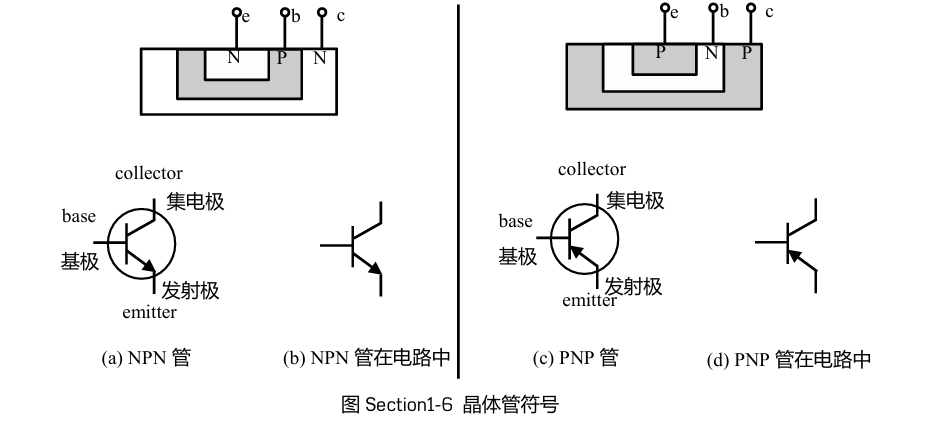 e b c
N P N
collector
集电极
base
基极
发射极
emitter
(a) NPN 管
(b) NPN 管在电路中
e b c
P N P
collector
集电极
base
基极
发射极
emitter
(c) PNP 管
(d) PNP 管在电路中
图 Section1-6 晶体管符号